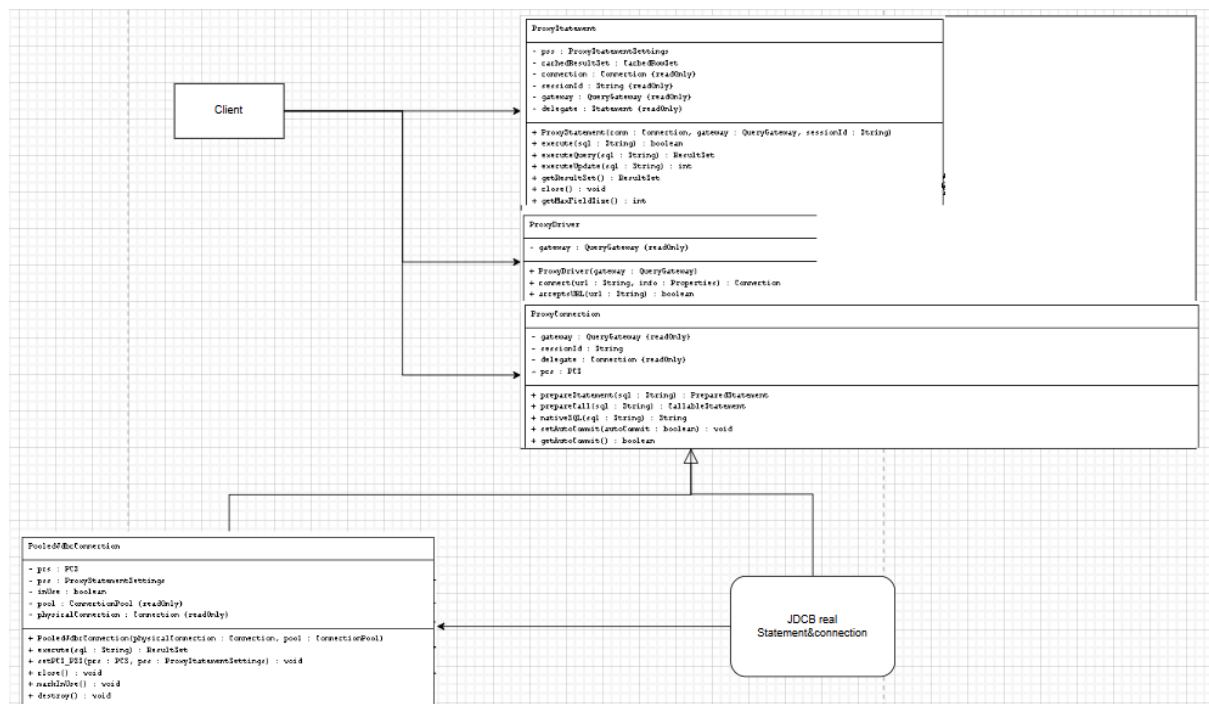 Client
ProxyStatement
- pss : ProxyStatementSettings
- cachedResultSet : CachedRowSet
- connection : Connection {readOnly}
- sessionId : String {readOnly}
- gateway : QueryGateway {readOnly}
- delegate : Statement {readOnly}
+ ProxyStatement(conn : Connection, gateway : QueryGateway, sessionId : String)
+ execute(sql : String) : boolean
+ executeQuery(sql : String) : ResultSet
+ executeUpdate(sql : String) : int
+ getResultSet() : ResultSet
+ close() : void
+ getMaxFieldSize() : int
ProxyDriver
- gateway : QueryGateway {readOnly}
+ ProxyDriver(gateway : QueryGateway)
+ connect(url : String, info : Properties) : Connection
+ acceptsURL(url : String) : boolean
ProxyConnection
- gateway : QueryGateway {readOnly}
- sessionId : String
- delegate : Connection {readOnly}
- pcs : PCS
+ prepareStatement(sql : String) : PreparedStatement
+ prepareCall(sql : String) : CallableStatement
+ nativeSQL(sql : String) : String
+ setAutoCommit(autoCommit : boolean) : void
+ getAutoCommit() : boolean
PooledJdbcConnection
- pcs : PCS
- pss : ProxyStatementSettings
- inUse : boolean
- pool : ConnectionPool {readOnly}
- physicalConnection : Connection {readOnly}
+ PooledJdbcConnection(physicalConnection : Connection, pool : ConnectionPool)
+ execute(sql : String) : ResultSet
+ setPCS_PSS(pcs : PCS, pss : ProxyStatementSettings) : void
+ close() : void
+ markInUse() : void
+ destroy() : void
JDCB real
Statement&connection